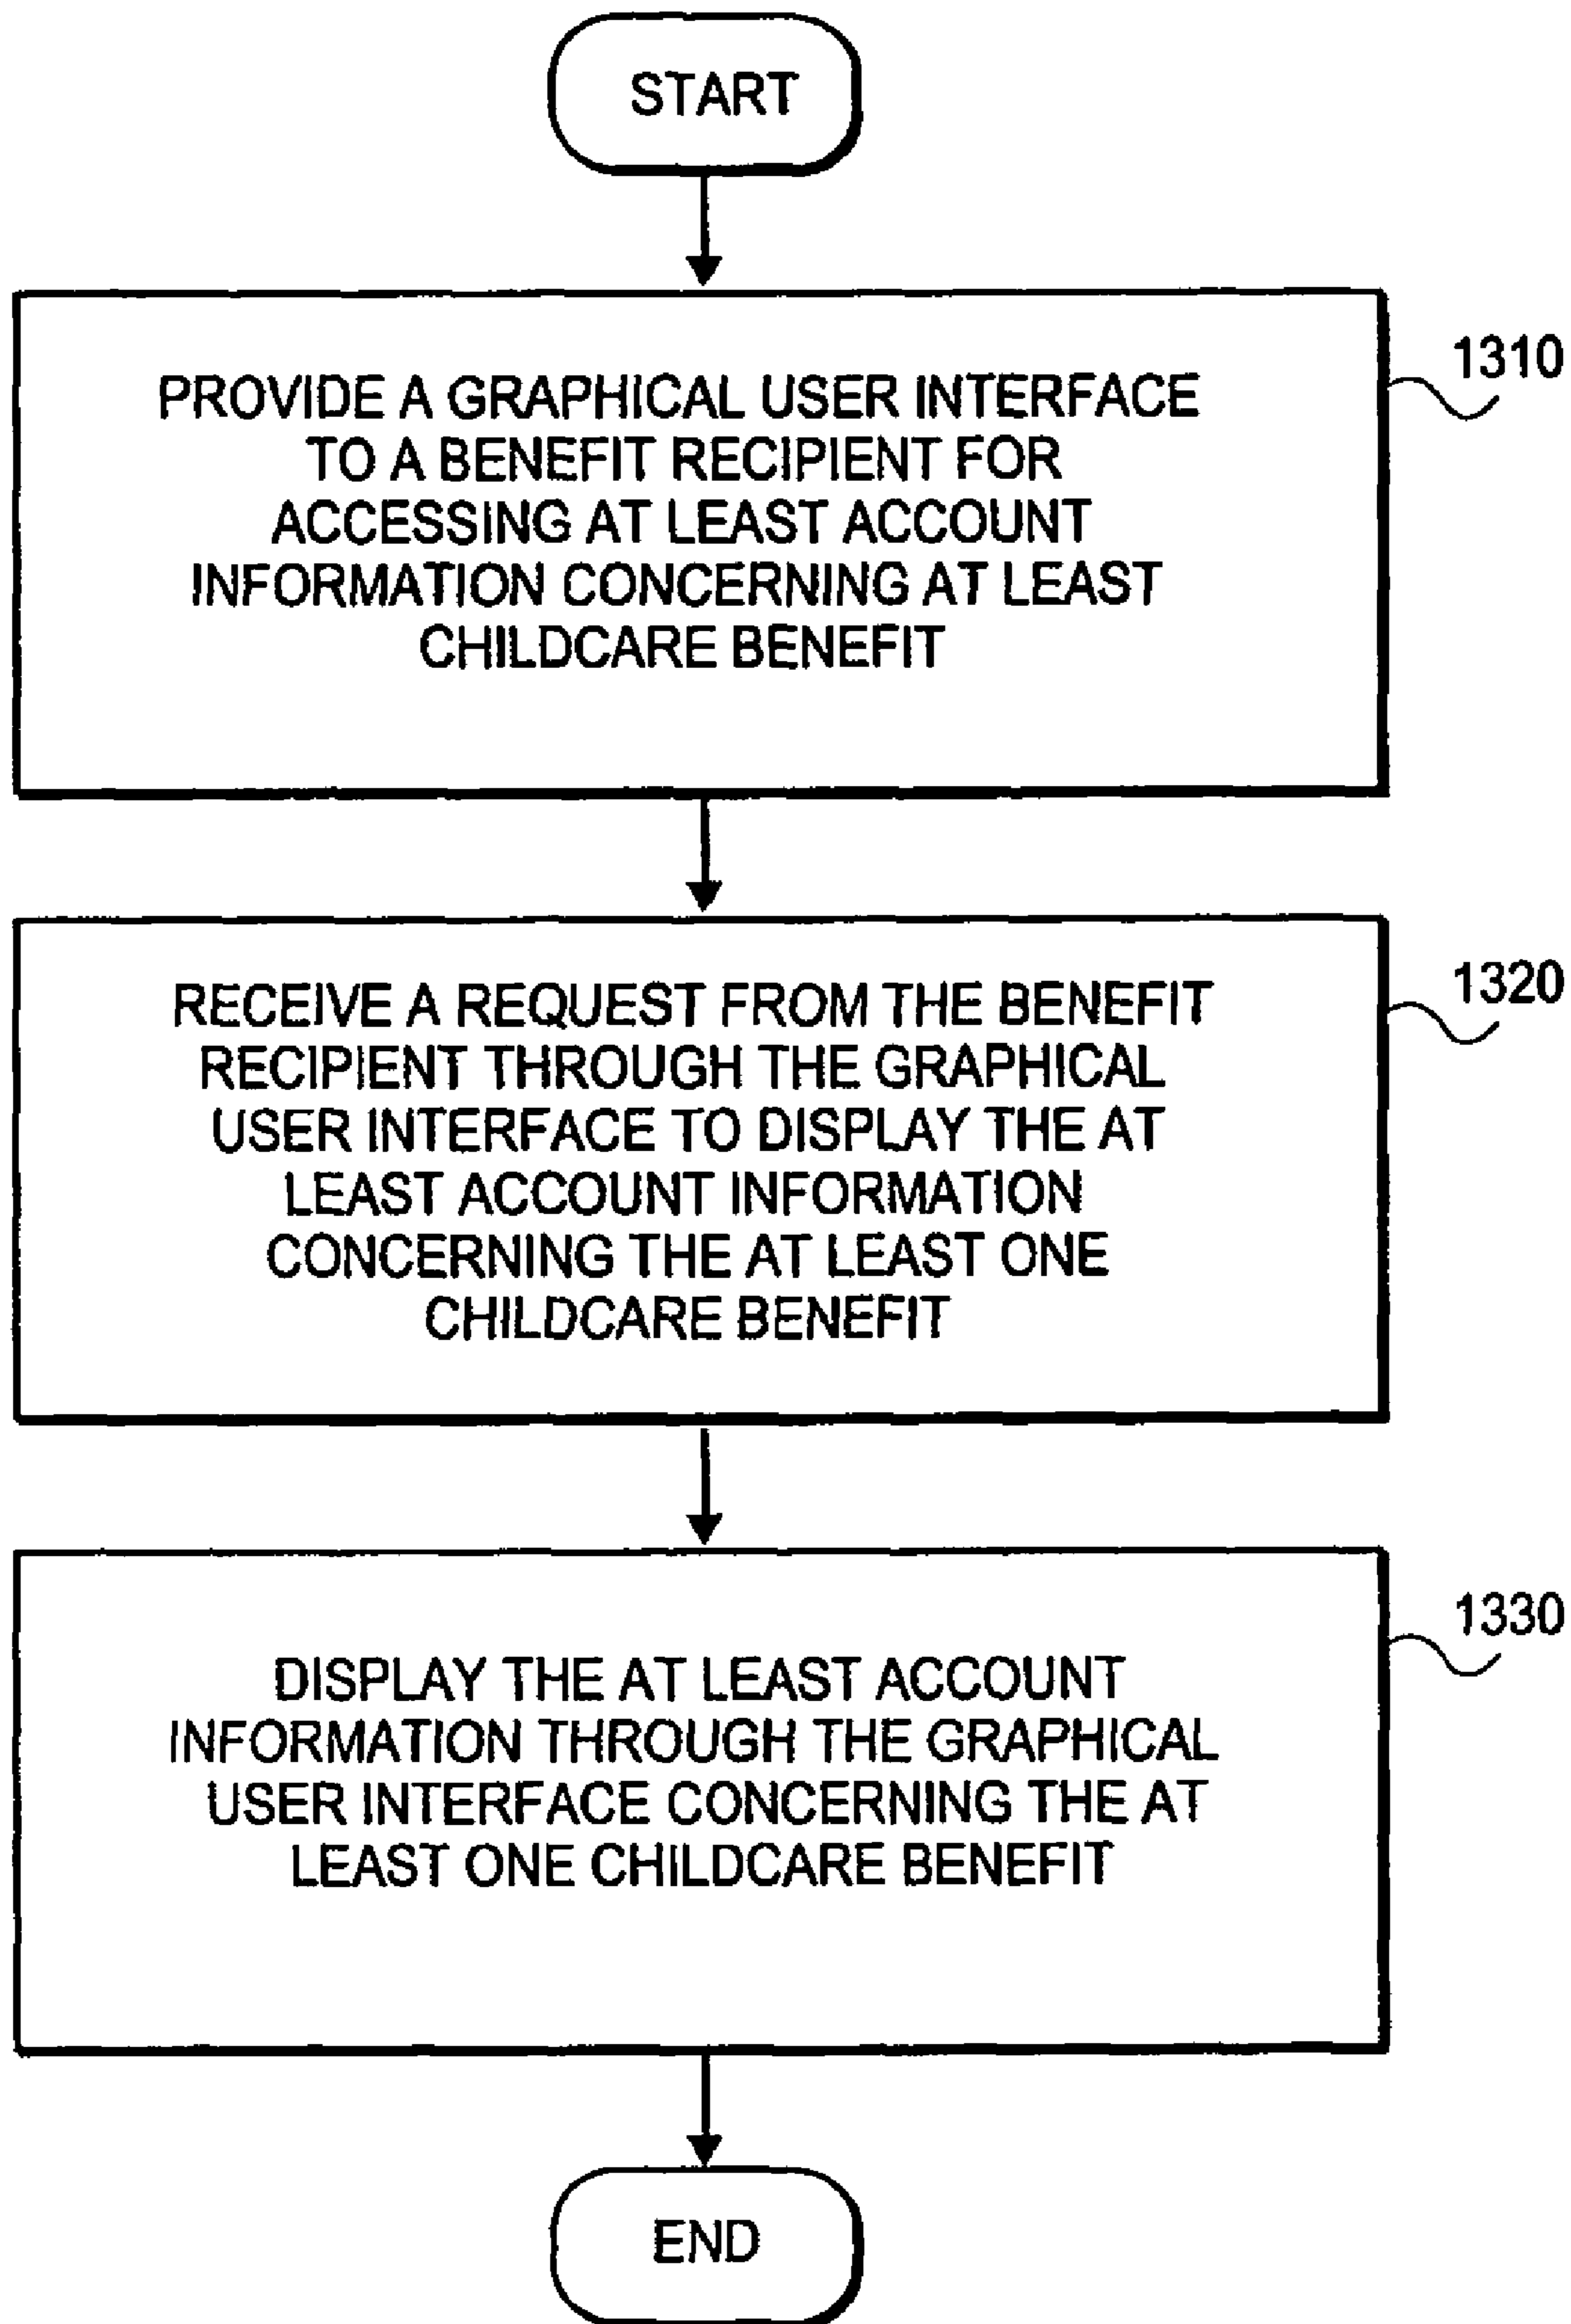 START
PROVIDE A GRAPHICAL USER INTERFACE
TO A BENEFIT RECIPIENT FOR
ACCESSING AT LEAST ACCOUNT
INFORMATION CONCERNING AT LEAST
CHILDCARE BENEFIT
1310
RECEIVE A REQUEST FROM THE BENEFIT
RECIPIENT THROUGH THE GRAPHICAL
USER INTERFACE TO DISPLAY THE AT
LEAST ACCOUNT INFORMATION
CONCERNING THE AT LEAST ONE
CHILDCARE BENEFIT
1320
DISPLAY THE AT LEAST ACCOUNT
INFORMATION THROUGH THE GRAPHICAL
USER INTERFACE CONCERNING THE AT
LEAST ONE CHILDCARE BENEFIT
1330
END